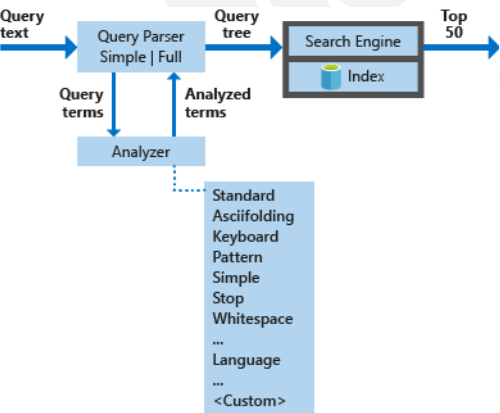 Query
text
Query Parser
Simple | Full
Query
tree
Search Engine
Index
Top
50
Query
terms
Analyzed
terms
Analyzer
Standard
Asciifolding
Keyboard
Pattern
Simple
Stop
Whitespace
...
Language
...
<Custom>